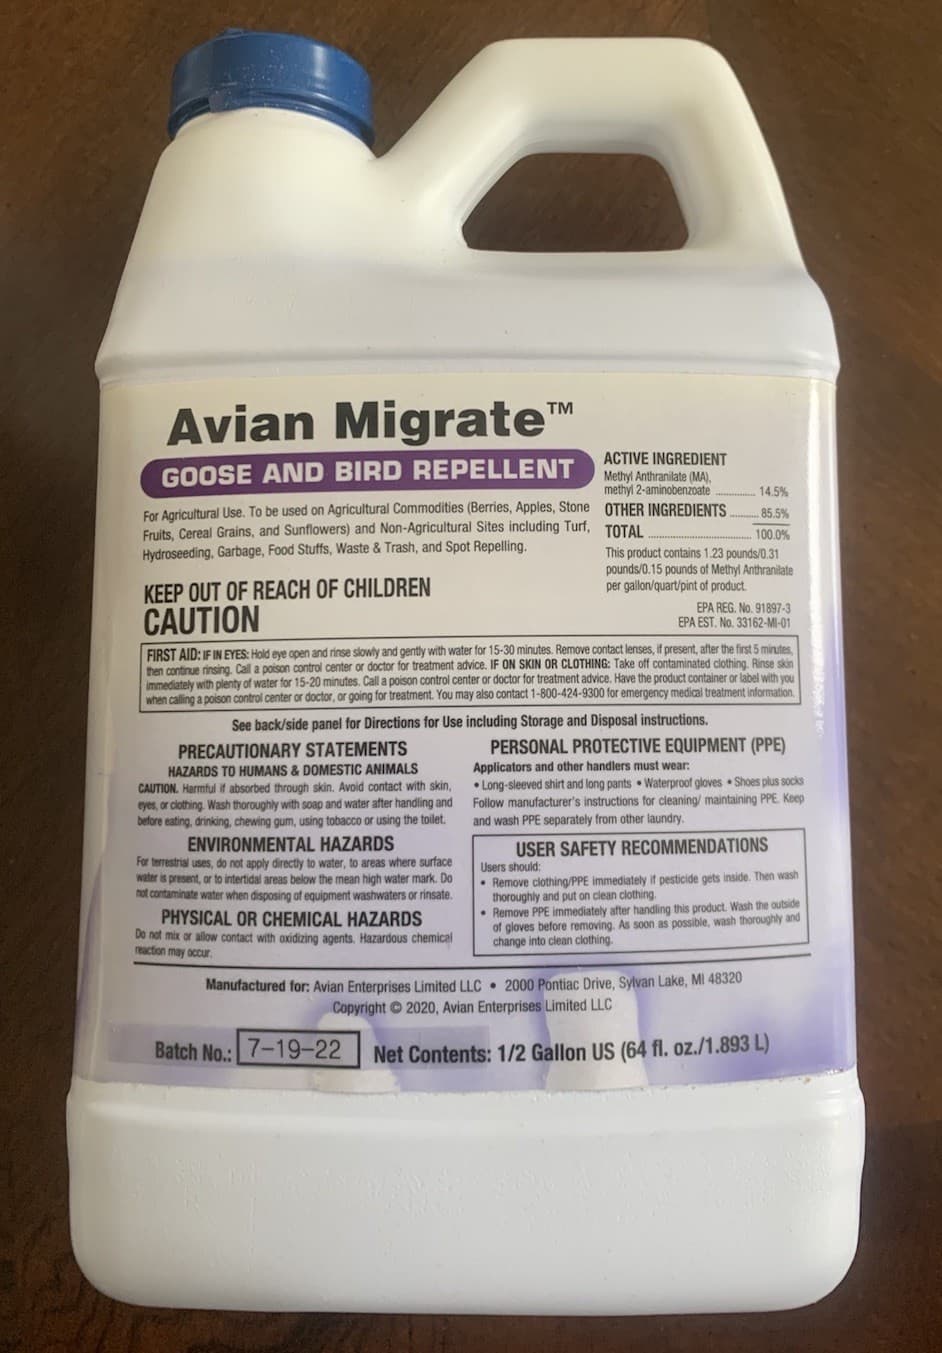 Avian Migrate™
GOOSE AND BIRD REPELLENT
For Agricultural Use. To be used on Agricultural Commodities (Berries, Apples, Stone
Fruits, Cereal Grains, and Sunflowers) and Non-Agricultural Sites including Turf,
Hydroseeding, Garbage, Food Stuffs, Waste & Trash, and Spot Repelling.
KEEP OUT OF REACH OF CHILDREN
CAUTION
ACTIVE INGREDIENT
Methyl Anthranilate (MA),
methyl 2-aminobenzoate ............. 14.5%
OTHER INGREDIENTS ......... 85.5%
TOTAL ................................ 100.0%
This product contains 1.23 pounds/0.31
pounds/0.15 pounds of Methyl Anthranilate
per gallon/quart/pint of product.
EPA REG. No. 91897-3
EPA EST. No. 33162-MI-01
FIRST AID: IF IN EYES: Hold eye open and rinse slowly and gently with water for 15-30 minutes. Remove contact lenses, if present, after the first 5 minutes,
then continue rinsing. Call a poison control center or doctor for treatment advice. IF ON SKIN OR CLOTHING: Take off contaminated clothing. Rinse skin
immediately with plenty of water for 15-20 minutes. Call a poison control center or doctor for treatment advice. Have the product container or label with you
when calling a poison control center or doctor, or going for treatment. You may also contact 1-800-424-9300 for emergency medical treatment information.
See back/side panel for Directions for Use including Storage and Disposal instructions.
PRECAUTIONARY STATEMENTS
HAZARDS TO HUMANS & DOMESTIC ANIMALS
CAUTION. Harmful if absorbed through skin. Avoid contact with skin,
eyes, or clothing. Wash thoroughly with soap and water after handling and
before eating, drinking, chewing gum, using tobacco or using the toilet.
ENVIRONMENTAL HAZARDS
For terrestrial uses, do not apply directly to water, to areas where surface
water is present, or to intertidal areas below the mean high water mark. Do
not contaminate water when disposing of equipment washwaters or rinsate.
PHYSICAL OR CHEMICAL HAZARDS
Do not mix or allow contact with oxidizing agents. Hazardous chemical
reaction may occur.
PERSONAL PROTECTIVE EQUIPMENT (PPE)
Applicators and other handlers must wear:
• Long-sleeved shirt and long pants • Waterproof gloves • Shoes plus socks
Follow manufacturer's instructions for cleaning/ maintaining PPE. Keep
and wash PPE separately from other laundry.
USER SAFETY RECOMMENDATIONS
Users should:
• Remove clothing/PPE immediately if pesticide gets inside. Then wash
thoroughly and put on clean clothing.
• Remove PPE immediately after handling this product. Wash the outside
of gloves before removing. As soon as possible, wash thoroughly and
change into clean clothing.
Manufactured for: Avian Enterprises Limited LLC • 2000 Pontiac Drive, Sylvan Lake, MI 48320
Copyright © 2020, Avian Enterprises Limited LLC
Batch No.: 7-19-22 Net Contents: 1/2 Gallon US (64 fl. oz./1.893 L)